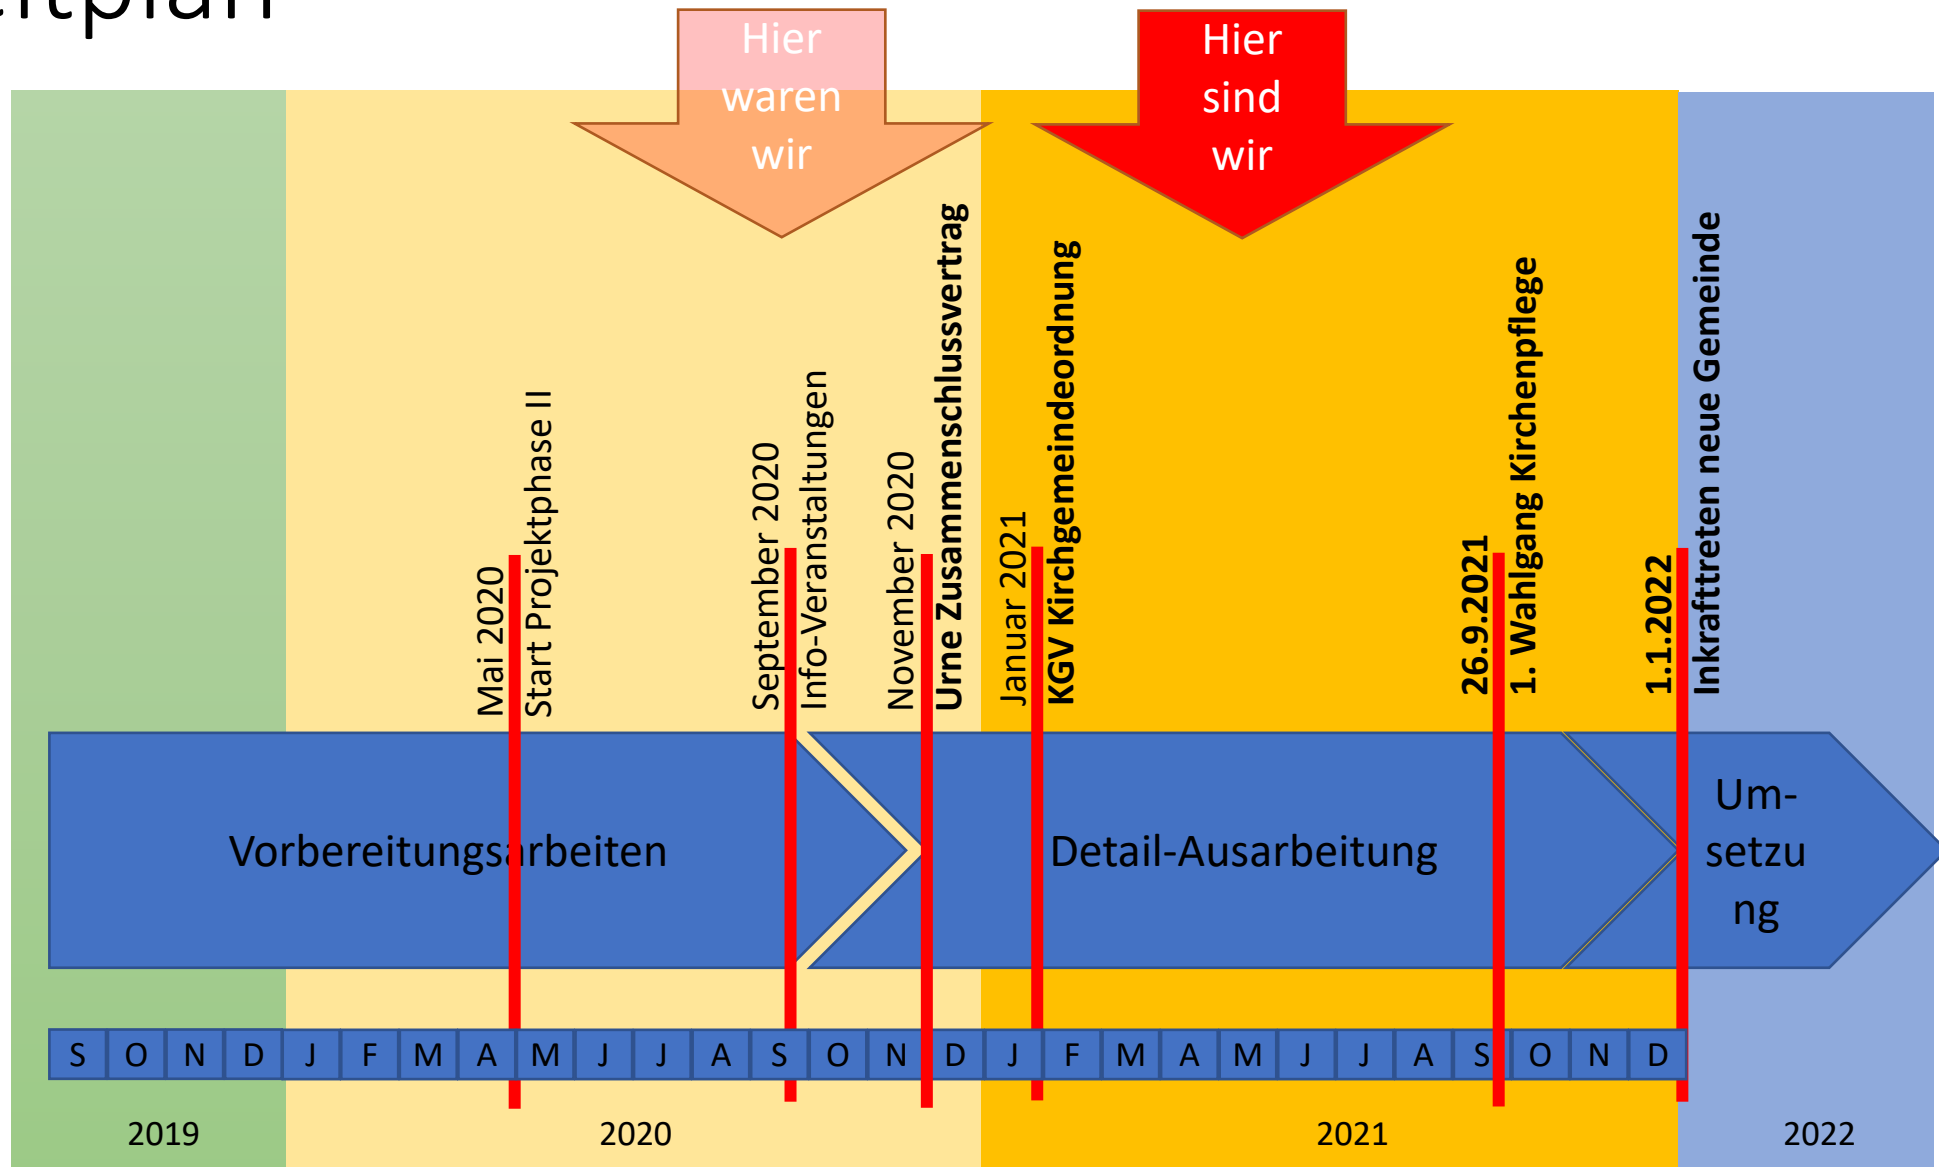 Hier
waren
wir
Hier
sind
wir
Mai 2020
Start Projektphase II
September 2020
Info-Veranstaltungen
November 2020
Urne Zusammenschlussvertrag
Januar 2021
KGV Kirchgemeindeordnung
26.9.2021
1. Wahlgang Kirchenpflege
1.1.2022
Inkrafttreten neue Gemeinde
Vorbereitungsarbeiten
Detail-Ausarbeitung
Um-
setzu
ng
S O N D J F M A M J J A S O N D J F M A M J J A S O N D
2019 2020 2021 2022